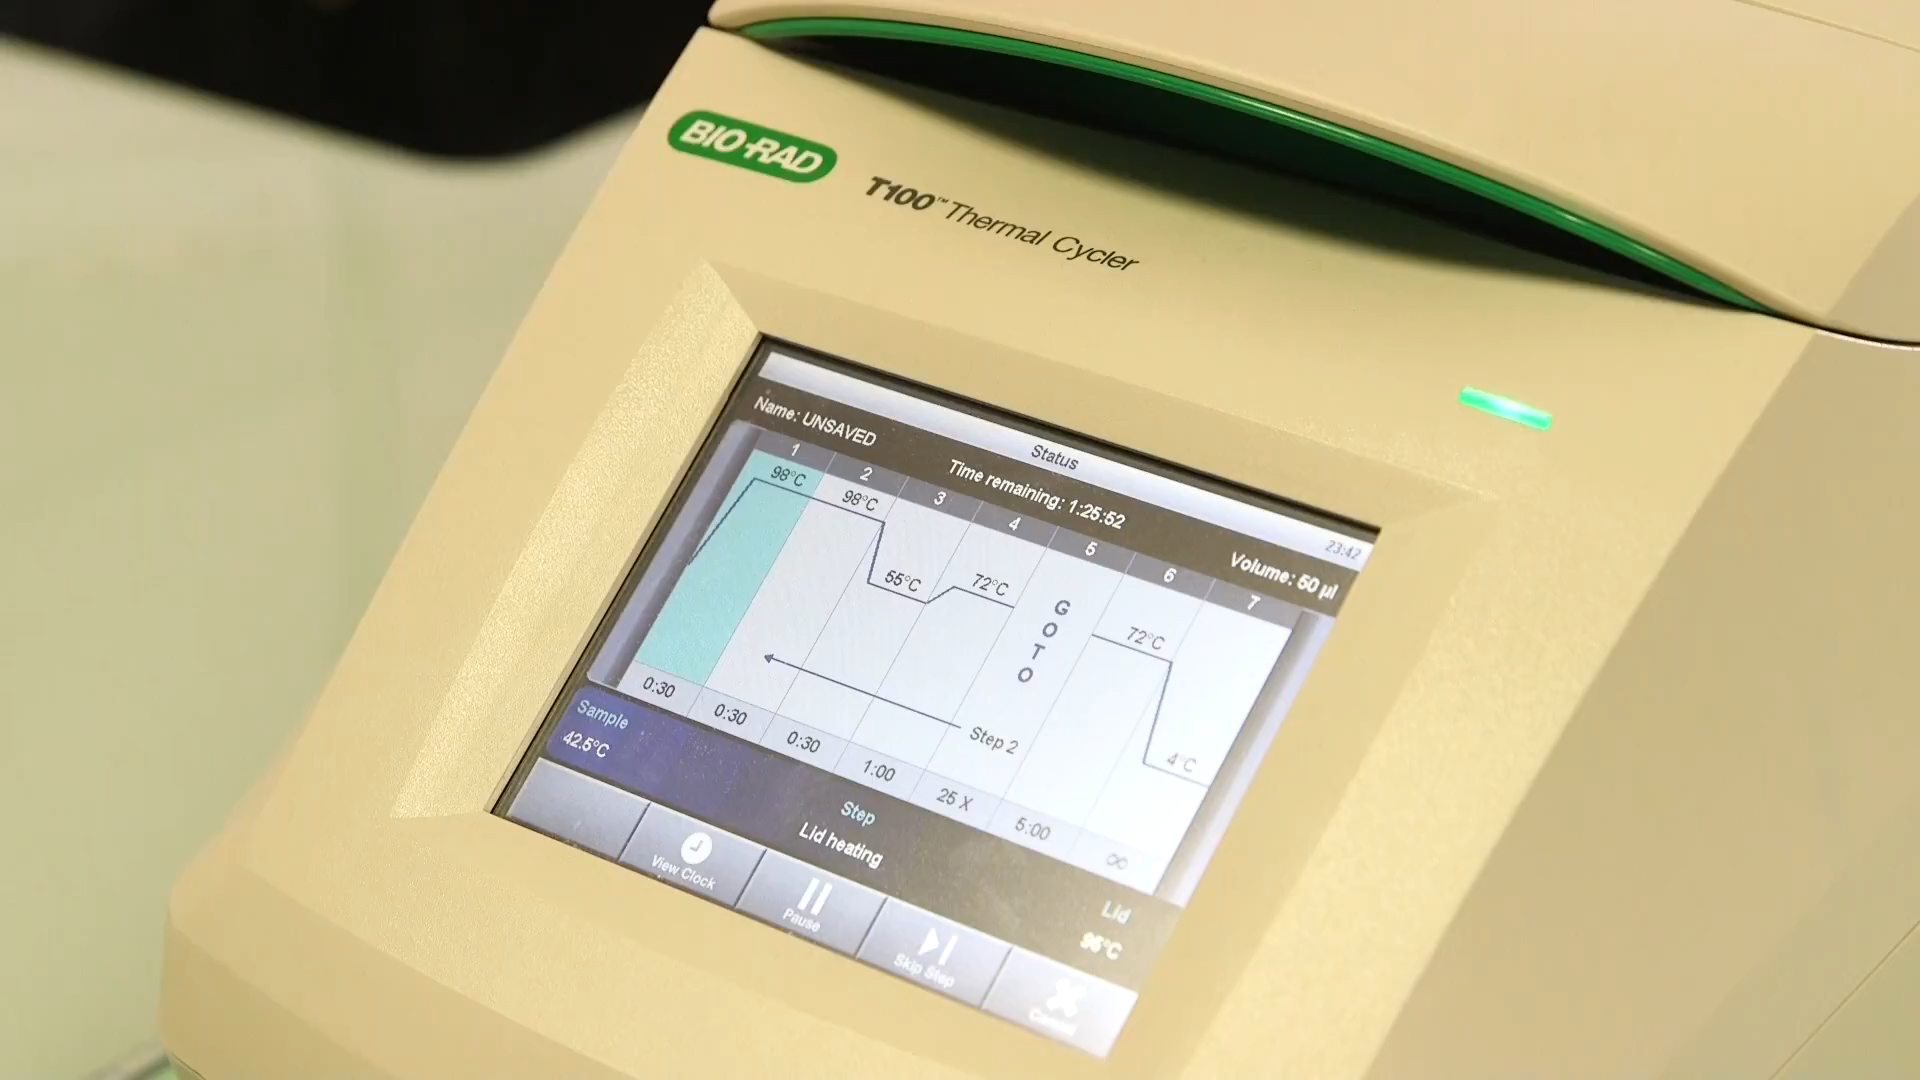 BIO-RAD
T100™ Thermal Cycler
Status
23:42
Name: UNSAVED
Time remaining: 1:25:52
Volume: 50 µl
1 2 3 4 5 6 7
98°C 98°C 55°C 72°C 72°C 4°C
GOTO
Step 2
0:30 0:30 0:30 1:00 25 X 5:00 ∞
Sample
42.5°C
Step
Lid heating
Lid
95°C
View Clock
Pause
Skip Step
Cancel